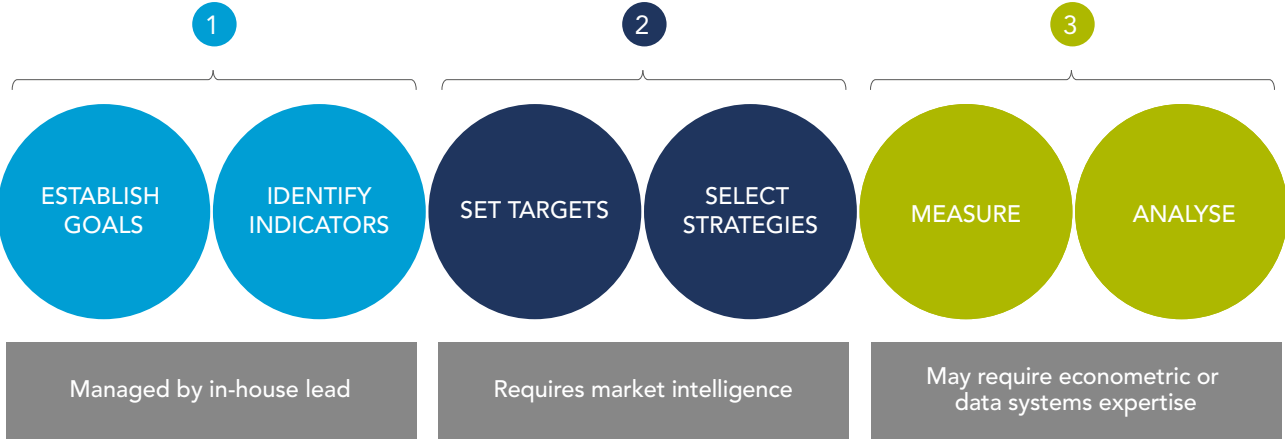 1
2
3
ESTABLISH
GOALS
IDENTIFY
INDICATORS
SET TARGETS
SELECT
STRATEGIES
MEASURE
ANALYSE
Managed by in-house lead
Requires market intelligence
May require econometric or
data systems expertise